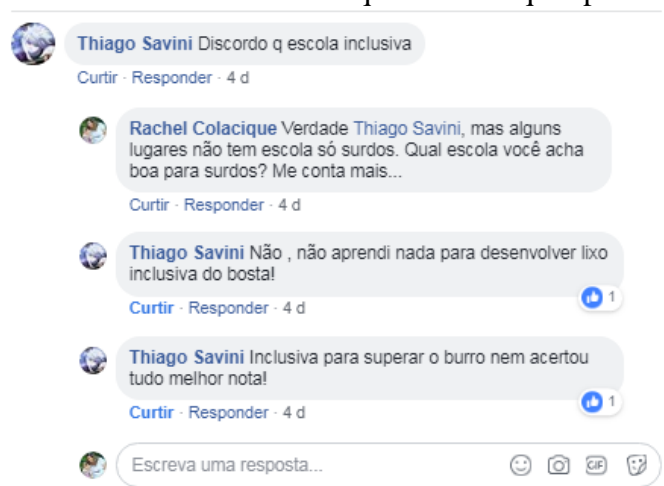 Thiago Savini Discordo q escola inclusiva
Curtir · Responder · 4 d
Rachel Colacique Verdade Thiago Savini, mas alguns
lugares não tem escola só surdos. Qual escola você acha
boa para surdos? Me conta mais...
Curtir · Responder · 4 d
Thiago Savini Não , não aprendi nada para desenvolver lixo
inclusiva do bosta!
1
Curtir · Responder · 4 d
Thiago Savini Inclusiva para superar o burro nem acertou
tudo melhor nota!
1
Curtir · Responder · 4 d
Escreva uma resposta...
GIF